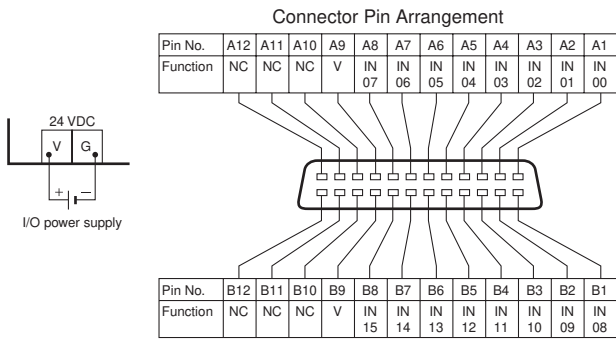 Connector Pin Arrangement
Pin No. A12 A11 A10 A9 A8 A7 A6 A5 A4 A3 A2 A1
Function NC NC NC V IN 07 IN 06 IN 05 IN 04 IN 03 IN 02 IN 01 IN 00
24 VDC
V G
+ −
I/O power supply
Pin No. B12 B11 B10 B9 B8 B7 B6 B5 B4 B3 B2 B1
Function NC NC NC V IN 15 IN 14 IN 13 IN 12 IN 11 IN 10 IN 09 IN 08